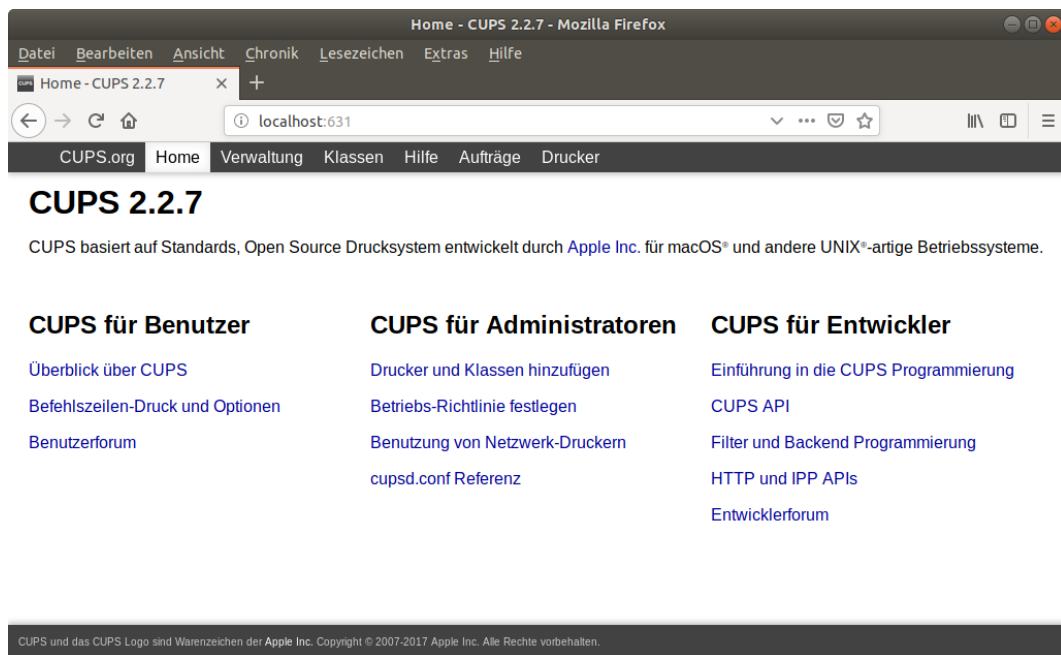 Home - CUPS 2.2.7 - Mozilla Firefox
Datei Bearbeiten Ansicht Chronik Lesezeichen Extras Hilfe
CUPS Home - CUPS 2.2.7
localhost:631
CUPS.org Home Verwaltung Klassen Hilfe Aufträge Drucker
CUPS 2.2.7
CUPS basiert auf Standards, Open Source Drucksystem entwickelt durch Apple Inc. für macOS® und andere UNIX®-artige Betriebssysteme.
CUPS für Benutzer
Überblick über CUPS
Befehlszeilen-Druck und Optionen
Benutzerforum
CUPS für Administratoren
Drucker und Klassen hinzufügen
Betriebs-Richtlinie festlegen
Benutzung von Netzwerk-Druckern
cupsd.conf Referenz
CUPS für Entwickler
Einführung in die CUPS Programmierung
CUPS API
Filter und Backend Programmierung
HTTP und IPP APIs
Entwicklerforum
CUPS und das CUPS Logo sind Warenzeichen der Apple Inc. Copyright © 2007-2017 Apple Inc. Alle Rechte vorbehalten.